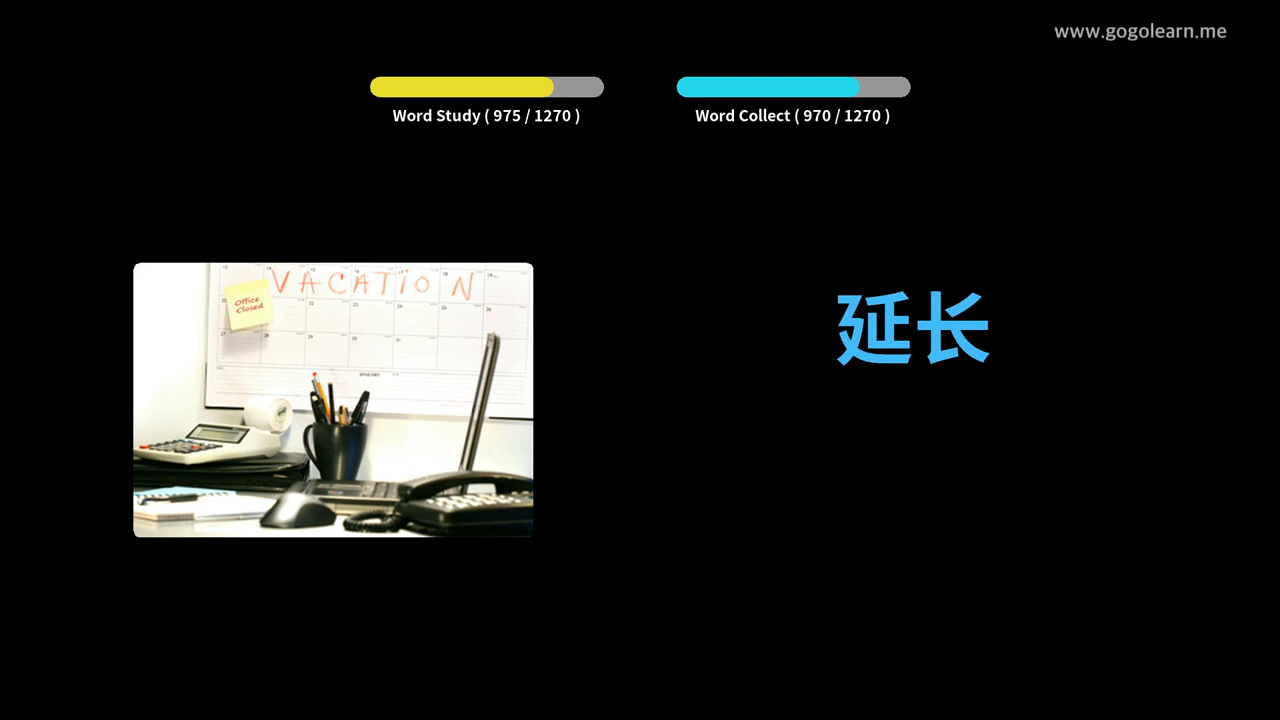 www.gogolearn.me
Word Study ( 975 / 1270 )
Word Collect ( 970 / 1270 )
VACATION
Office
Closed
延长